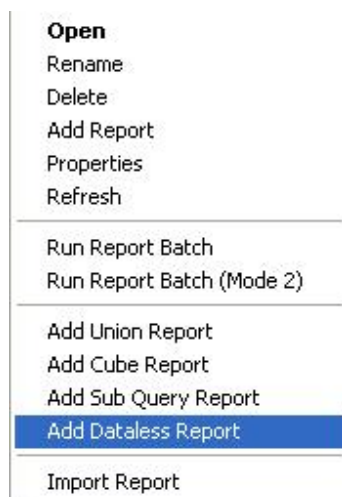 Open
Rename
Delete
Add Report
Properties
Refresh
Run Report Batch
Run Report Batch (Mode 2)
Add Union Report
Add Cube Report
Add Sub Query Report
Add Dataless Report
Import Report